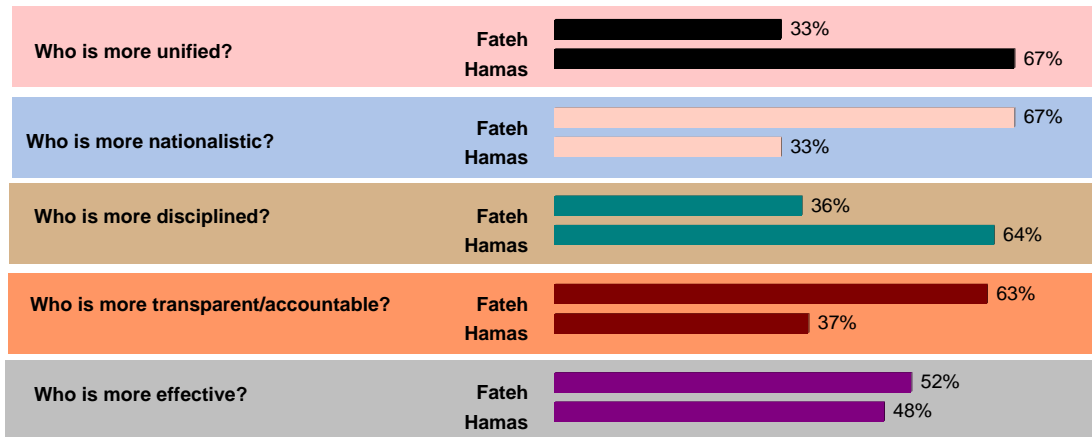 Who is more unified?
Fateh 33%
Hamas 67%
Who is more nationalistic?
Fateh 67%
Hamas 33%
Who is more disciplined?
Fateh 36%
Hamas 64%
Who is more transparent/accountable?
Fateh 63%
Hamas 37%
Who is more effective?
Fateh 52%
Hamas 48%